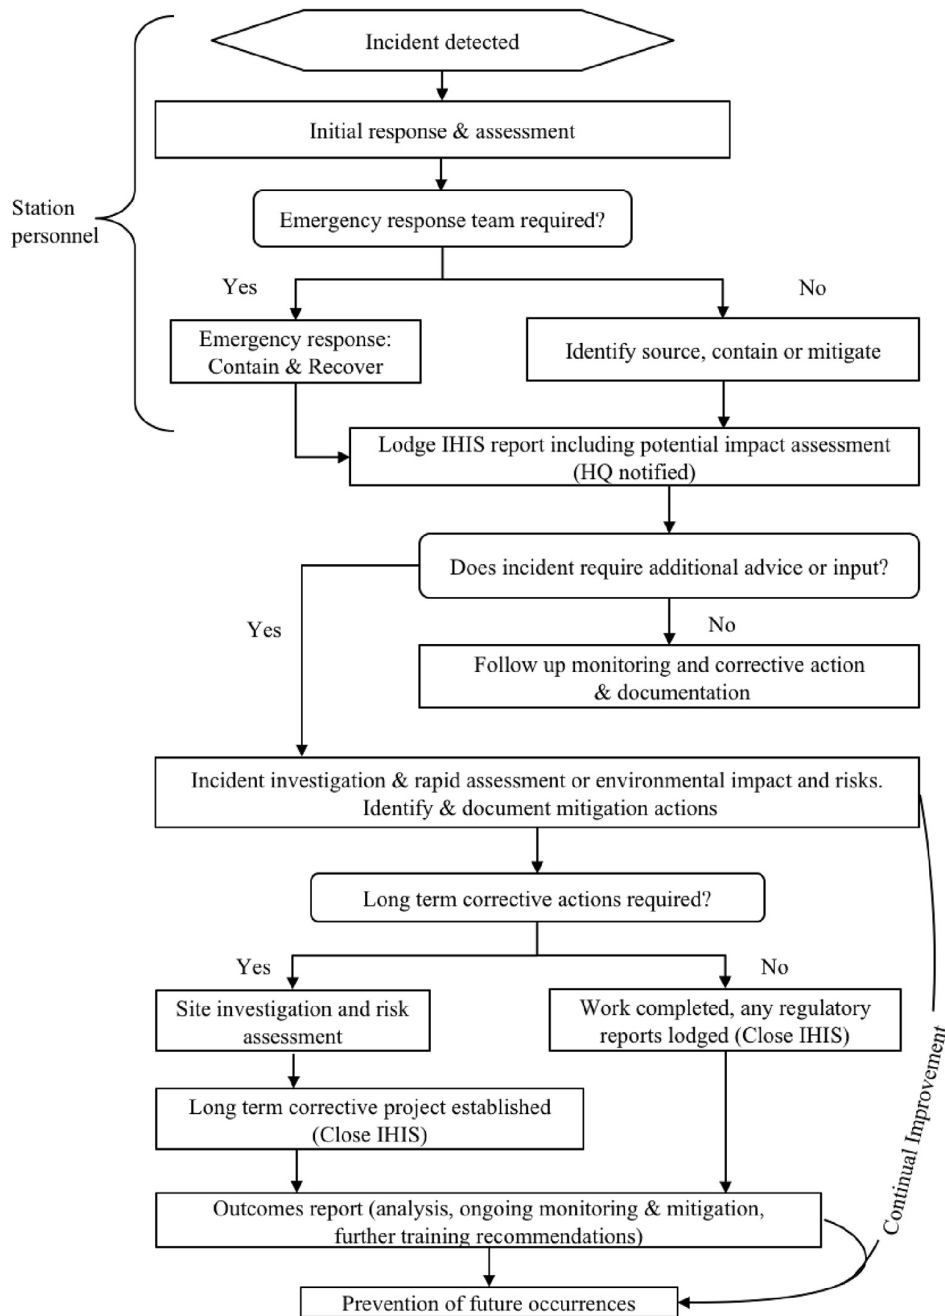 Incident detected
Initial response & assessment
Station
personnel
Emergency response team required?
Yes
No
Emergency response:
Contain & Recover
Identify source, contain or mitigate
Lodge IHIS report including potential impact assessment
(HQ notified)
Does incident require additional advice or input?
Yes
No
Follow up monitoring and corrective action
& documentation
Incident investigation & rapid assessment or environmental impact and risks.
Identify & document mitigation actions
Long term corrective actions required?
Yes
No
Site investigation and risk
assessment
Work completed, any regulatory
reports lodged (Close IHIS)
Continual Improvement
Long term corrective project established
(Close IHIS)
Outcomes report (analysis, ongoing monitoring & mitigation,
further training recommendations)
Prevention of future occurrences